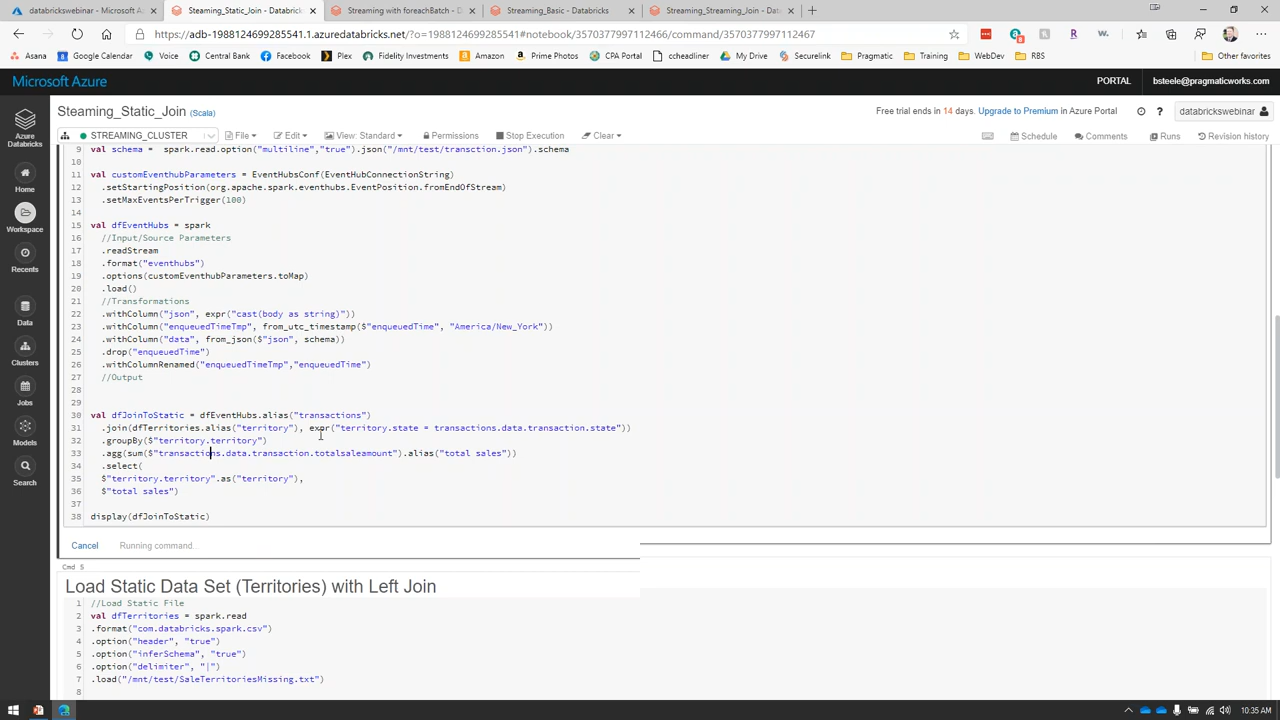 databrickswebinar - Microsoft A
Steaming_Static_Join - Databrick
Streaming with foreachBatch - D
Streaming_Basic - Databricks
Streaming_Streaming_Join - Da
https://adb-1988124699285541.1.azuredatabricks.net/?o=1988124699285541#notebook/3570377997112466/command/3570377997112467
Asana
Google Calendar
Voice
Central Bank
Facebook
Plex
Fidelity Investments
Amazon
Prime Photos
CPA Portal
ccheadliner
My Drive
Securelink
Pragmatic
Training
WebDev
RBS
Other favorites
Microsoft Azure
PORTAL
bsteele@pragmaticworks.com
Steaming_Static_Join (Scala)
Free trial ends in 14 days. Upgrade to Premium in Azure Portal
databrickswebinar
STREAMING_CLUSTER
File
Edit
View: Standard
Permissions
Stop Execution
Clear
Schedule
Comments
Runs
Revision history
Azure Databricks
Home
Workspace
Recents
Data
Clusters
Jobs
Models
Search
9 val schema = spark.read.option("multiline","true").json("/mnt/test/transction.json").schema
10
11 val customEventhubParameters = EventHubsConf(EventHubConnectionString)
12 .setStartingPosition(org.apache.spark.eventhubs.EventPosition.fromEndOfStream)
13 .setMaxEventsPerTrigger(100)
14
15 val dfEventHubs = spark
16 //Input/Source Parameters
17 .readStream
18 .format("eventhubs")
19 .options(customEventhubParameters.toMap)
20 .load()
21 //Transformations
22 .withColumn("json", expr("cast(body as string)"))
23 .withColumn("enqueuedTimeTmp", from_utc_timestamp($"enqueuedTime", "America/New_York"))
24 .withColumn("data", from_json($"json", schema))
25 .drop("enqueuedTime")
26 .withColumnRenamed("enqueuedTimeTmp","enqueuedTime")
27 //Output
28
29
30 val dfJoinToStatic = dfEventHubs.alias("transactions")
31 .join(dfTerritories.alias("territory"), expr("territory.state = transactions.data.transaction.state"))
32 .groupBy($"territory.territory")
33 .agg(sum($"transactions.data.transaction.totalsaleamount").alias("total sales"))
34 .select(
35 $"territory.territory".as("territory"),
36 $"total sales")
37
38 display(dfJoinToStatic)
Cancel
Running command...
Cmd 5
Load Static Data Set (Territories) with Left Join
1 //Load Static File
2 val dfTerritories = spark.read
3 .format("com.databricks.spark.csv")
4 .option("header", "true")
5 .option("inferSchema", "true")
6 .option("delimiter", "|")
7 .load("/mnt/test/SaleTerritoriesMissing.txt")
8
10:35 AM